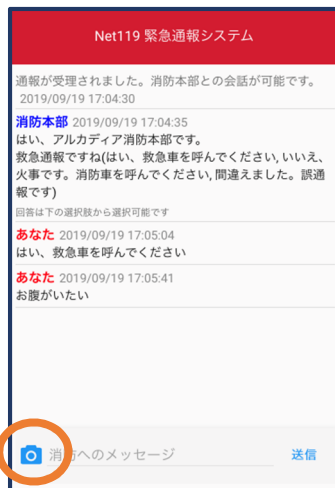 Net119 緊急通報システム
通報が受理されました。消防本部との会話が可能です。
2019/09/19 17:04:30
消防本部 2019/09/19 17:04:35
はい、アルカディア消防本部です。
救急通報ですね(はい、救急車を呼んでください, いいえ、
火事です。消防車を呼んでください, 間違えました。誤通
報です)
回答は下の選択肢から選択可能です
あなた 2019/09/19 17:05:04
はい、救急車を呼んでください
あなた 2019/09/19 17:05:41
お腹がいたい
消防へのメッセージ
送信